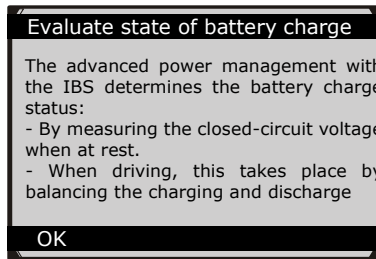 Evaluate state of battery charge
The advanced power management with
the IBS determines the battery charge
status:
- By measuring the closed-circuit voltage
when at rest.
- When driving, this takes place by
balancing the charging and discharge
OK